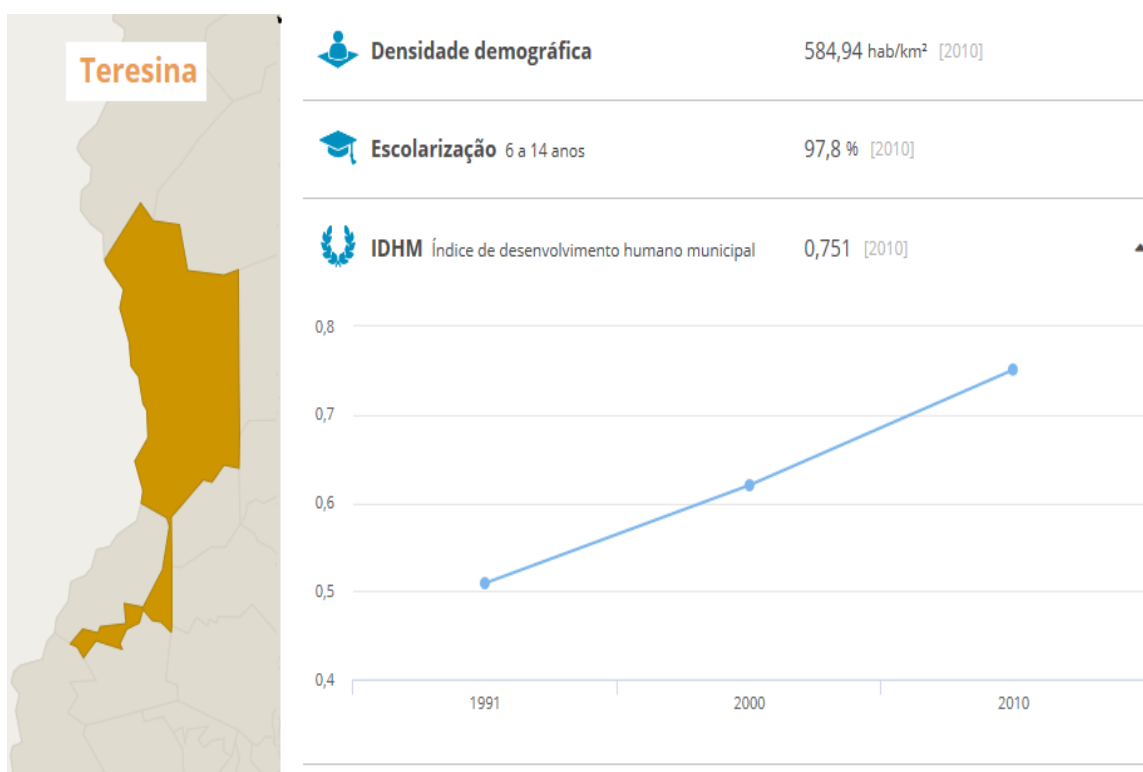 Teresina
Densidade demográfica 584,94 hab/km² [2010]
Escolarização 6 a 14 anos 97,8 % [2010]
IDHM Índice de desenvolvimento humano municipal 0,751 [2010]
0,8
0,7
0,6
0,5
0,4
1991 2000 2010